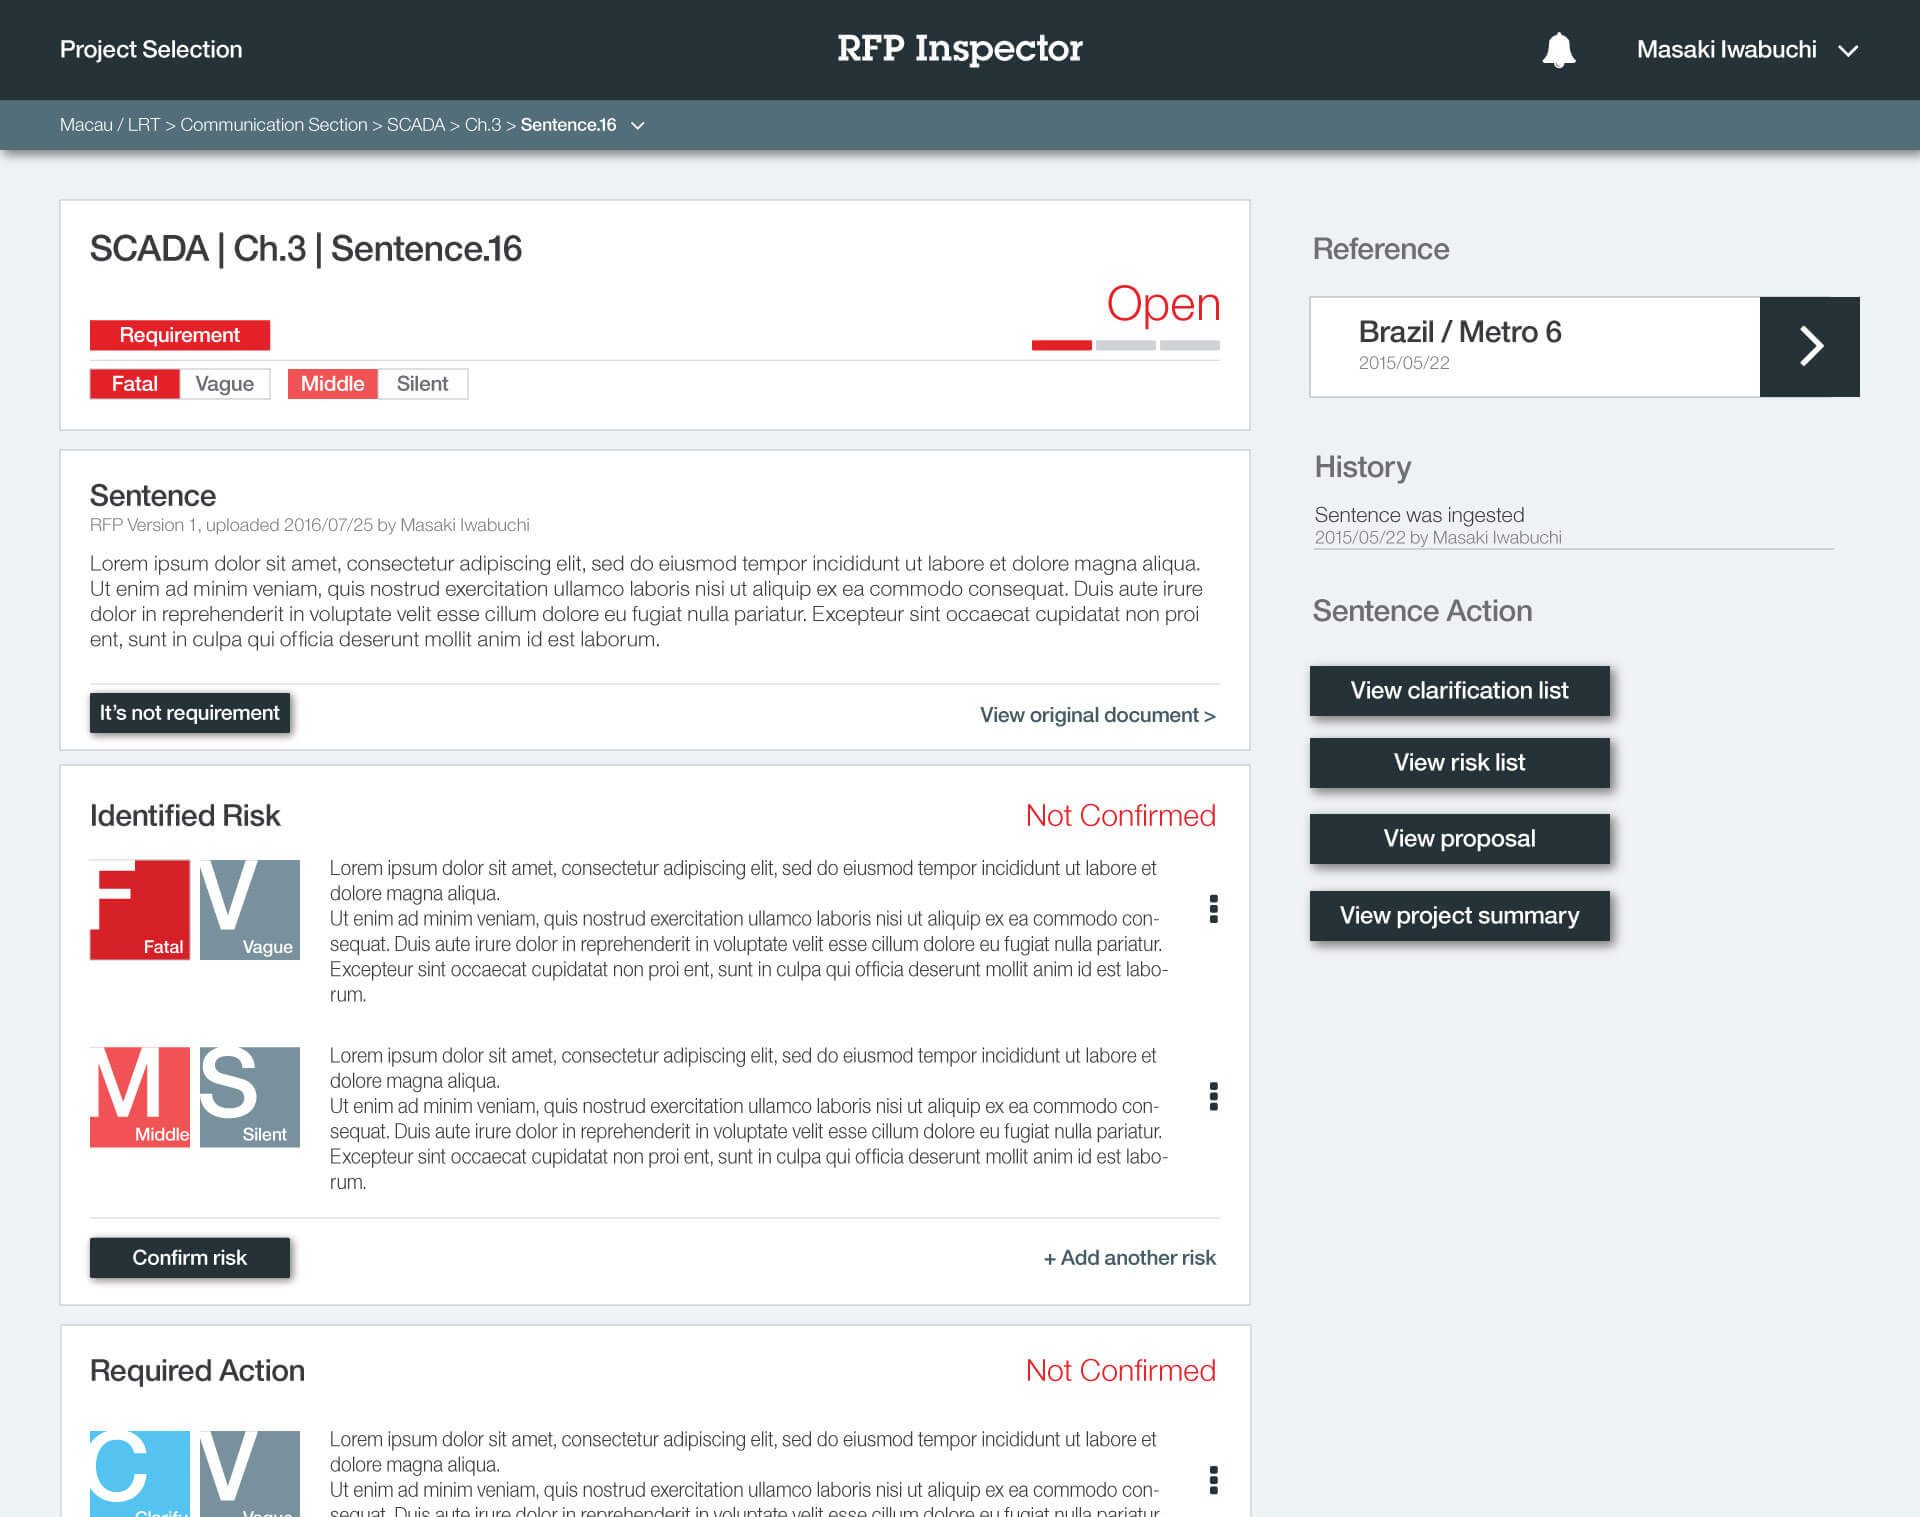 Project Selection
RFP Inspector
Masaki Iwabuchi
Macau / LRT > Communication Section > SCADA > Ch.3 > Sentence.16
SCADA | Ch.3 | Sentence.16
Open
Requirement
Fatal Vague Middle Silent
Sentence
RFP Version 1, uploaded 2016/07/25 by Masaki Iwabuchi
Lorem ipsum dolor sit amet, consectetur adipiscing elit, sed do eiusmod tempor incididunt ut labore et dolore magna aliqua.
Ut enim ad minim veniam, quis nostrud exercitation ullamco laboris nisi ut aliquip ex ea commodo consequat. Duis aute irure
dolor in reprehenderit in voluptate velit esse cillum dolore eu fugiat nulla pariatur. Excepteur sint occaecat cupidatat non proi
ent, sunt in culpa qui officia deserunt mollit anim id est laborum.
It's not requirement
View original document >
Identified Risk
Not Confirmed
F
Fatal
V
Vague
Lorem ipsum dolor sit amet, consectetur adipiscing elit, sed do eiusmod tempor incididunt ut labore et
dolore magna aliqua.
Ut enim ad minim veniam, quis nostrud exercitation ullamco laboris nisi ut aliquip ex ea commodo con-
sequat. Duis aute irure dolor in reprehenderit in voluptate velit esse cillum dolore eu fugiat nulla pariatur.
Excepteur sint occaecat cupidatat non proi ent, sunt in culpa qui officia deserunt mollit anim id est labo-
rum.
M
Middle
S
Silent
Lorem ipsum dolor sit amet, consectetur adipiscing elit, sed do eiusmod tempor incididunt ut labore et
dolore magna aliqua.
Ut enim ad minim veniam, quis nostrud exercitation ullamco laboris nisi ut aliquip ex ea commodo con-
sequat. Duis aute irure dolor in reprehenderit in voluptate velit esse cillum dolore eu fugiat nulla pariatur.
Excepteur sint occaecat cupidatat non proi ent, sunt in culpa qui officia deserunt mollit anim id est labo-
rum.
Confirm risk
+ Add another risk
Required Action
Not Confirmed
C
Clarify
V
Vague
Lorem ipsum dolor sit amet, consectetur adipiscing elit, sed do eiusmod tempor incididunt ut labore et
dolore magna aliqua.
Ut enim ad minim veniam, quis nostrud exercitation ullamco laboris nisi ut aliquip ex ea commodo con-
sequat. Duis aute irure dolor in reprehenderit in voluptate velit esse cillum dolore eu fugiat nulla pariatur.
Reference
Brazil / Metro 6
2015/05/22
History
Sentence was ingested
2015/05/22 by Masaki Iwabuchi
Sentence Action
View clarification list
View risk list
View proposal
View project summary